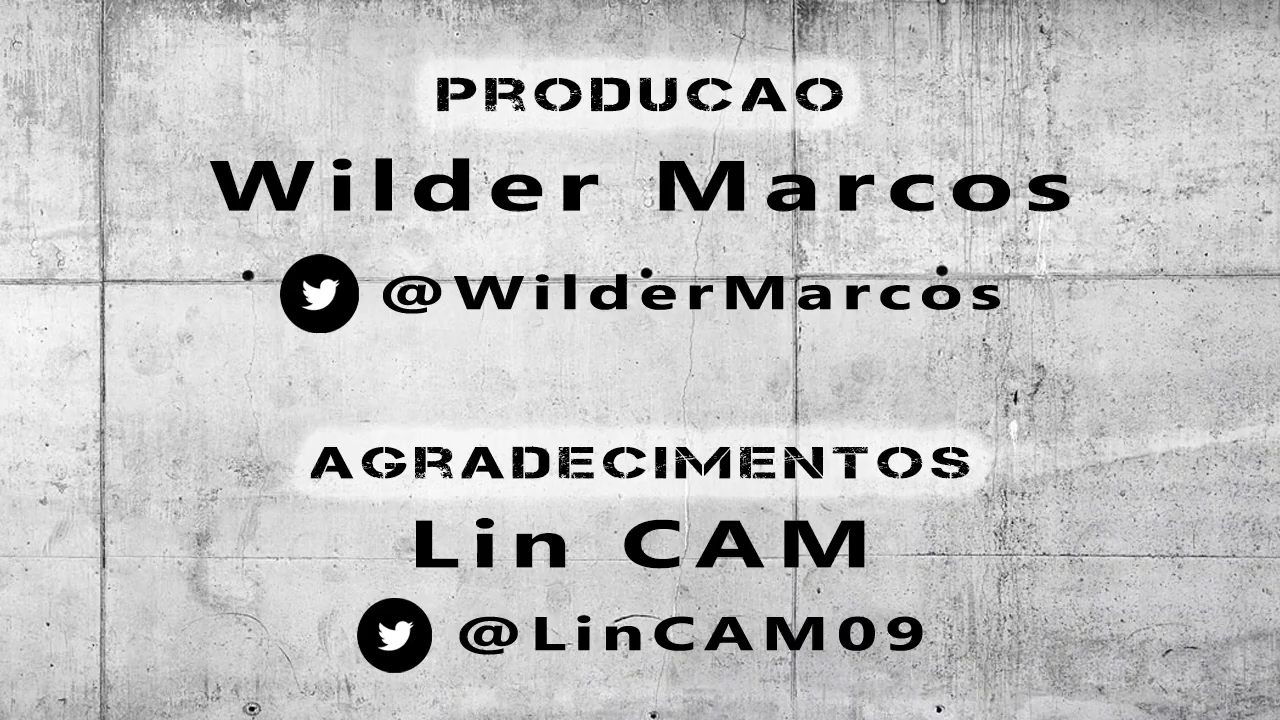 PRODUCAO
Wilder Marcos
@WilderMarcos
AGRADECIMENTOS
Lin CAM
@LinCAM09